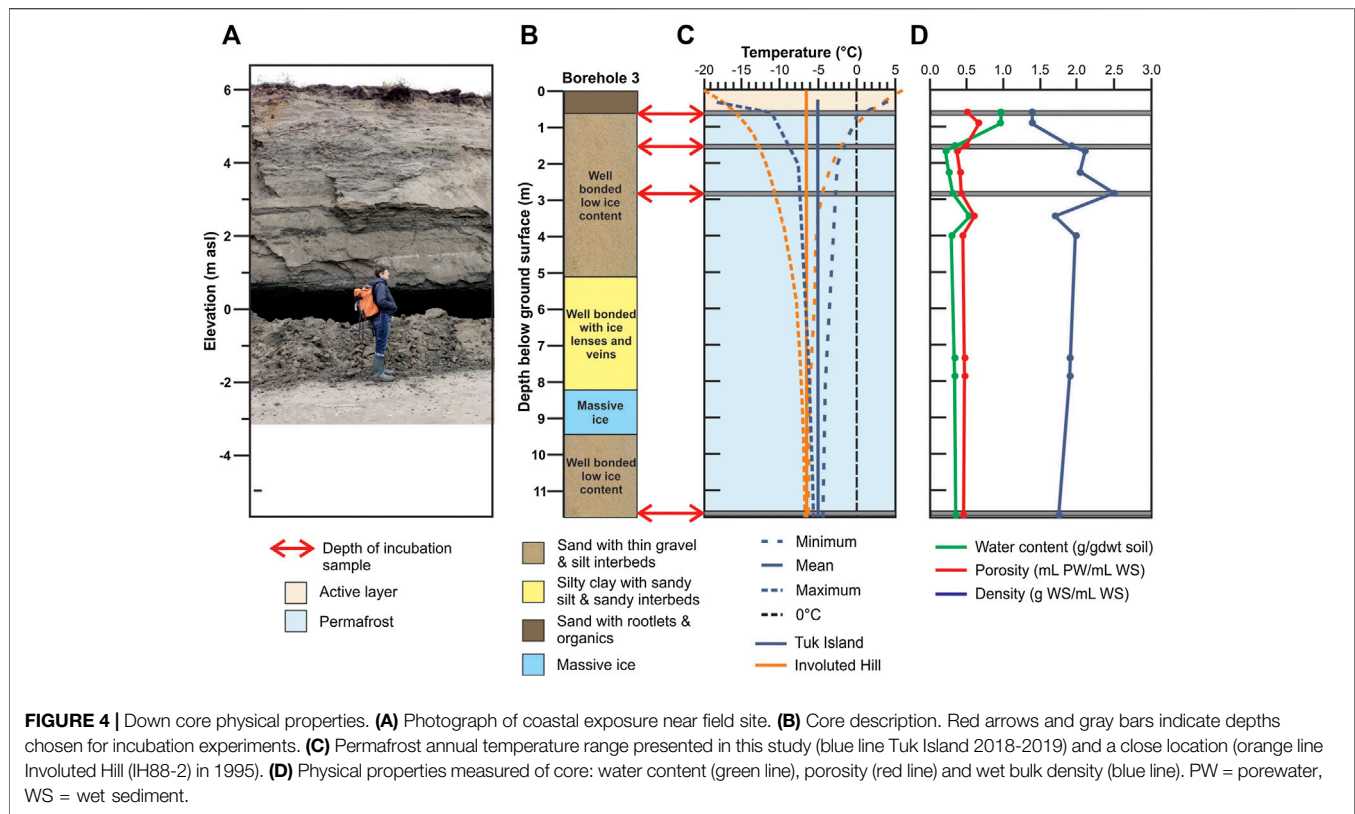 A
B
C
D
Temperature (°C)
Borehole 3
-20 -15 -10 -5 0 5
0.0 0.5 1.0 1.5 2.0 2.5 3.0
Elevation (m asl)
6
4
2
0
-2
-4
Depth below ground surface (m)
0
1
2
3
4
5
6
7
8
9
10
11
Well
bonded
low ice
content
Well bonded
with ice
lenses and
veins
Massive
ice
Well bonded
low ice
content
Depth of incubation
sample
Active layer
Permafrost
Sand with thin gravel
& silt interbeds
Silty clay with sandy
silt & sandy interbeds
Sand with rootlets &
organics
Massive ice
Minimum
Mean
Maximum
0°C
Tuk Island
Involuted Hill
Water content (g/gdwt soil)
Porosity (mL PW/mL WS)
Density (g WS/mL WS)
FIGURE 4 | Down core physical properties. (A) Photograph of coastal exposure near field site. (B) Core description. Red arrows and gray bars indicate depths
chosen for incubation experiments. (C) Permafrost annual temperature range presented in this study (blue line Tuk Island 2018-2019) and a close location (orange line
Involuted Hill (IH88-2) in 1995). (D) Physical properties measured of core: water content (green line), porosity (red line) and wet bulk density (blue line). PW = porewater,
WS = wet sediment.